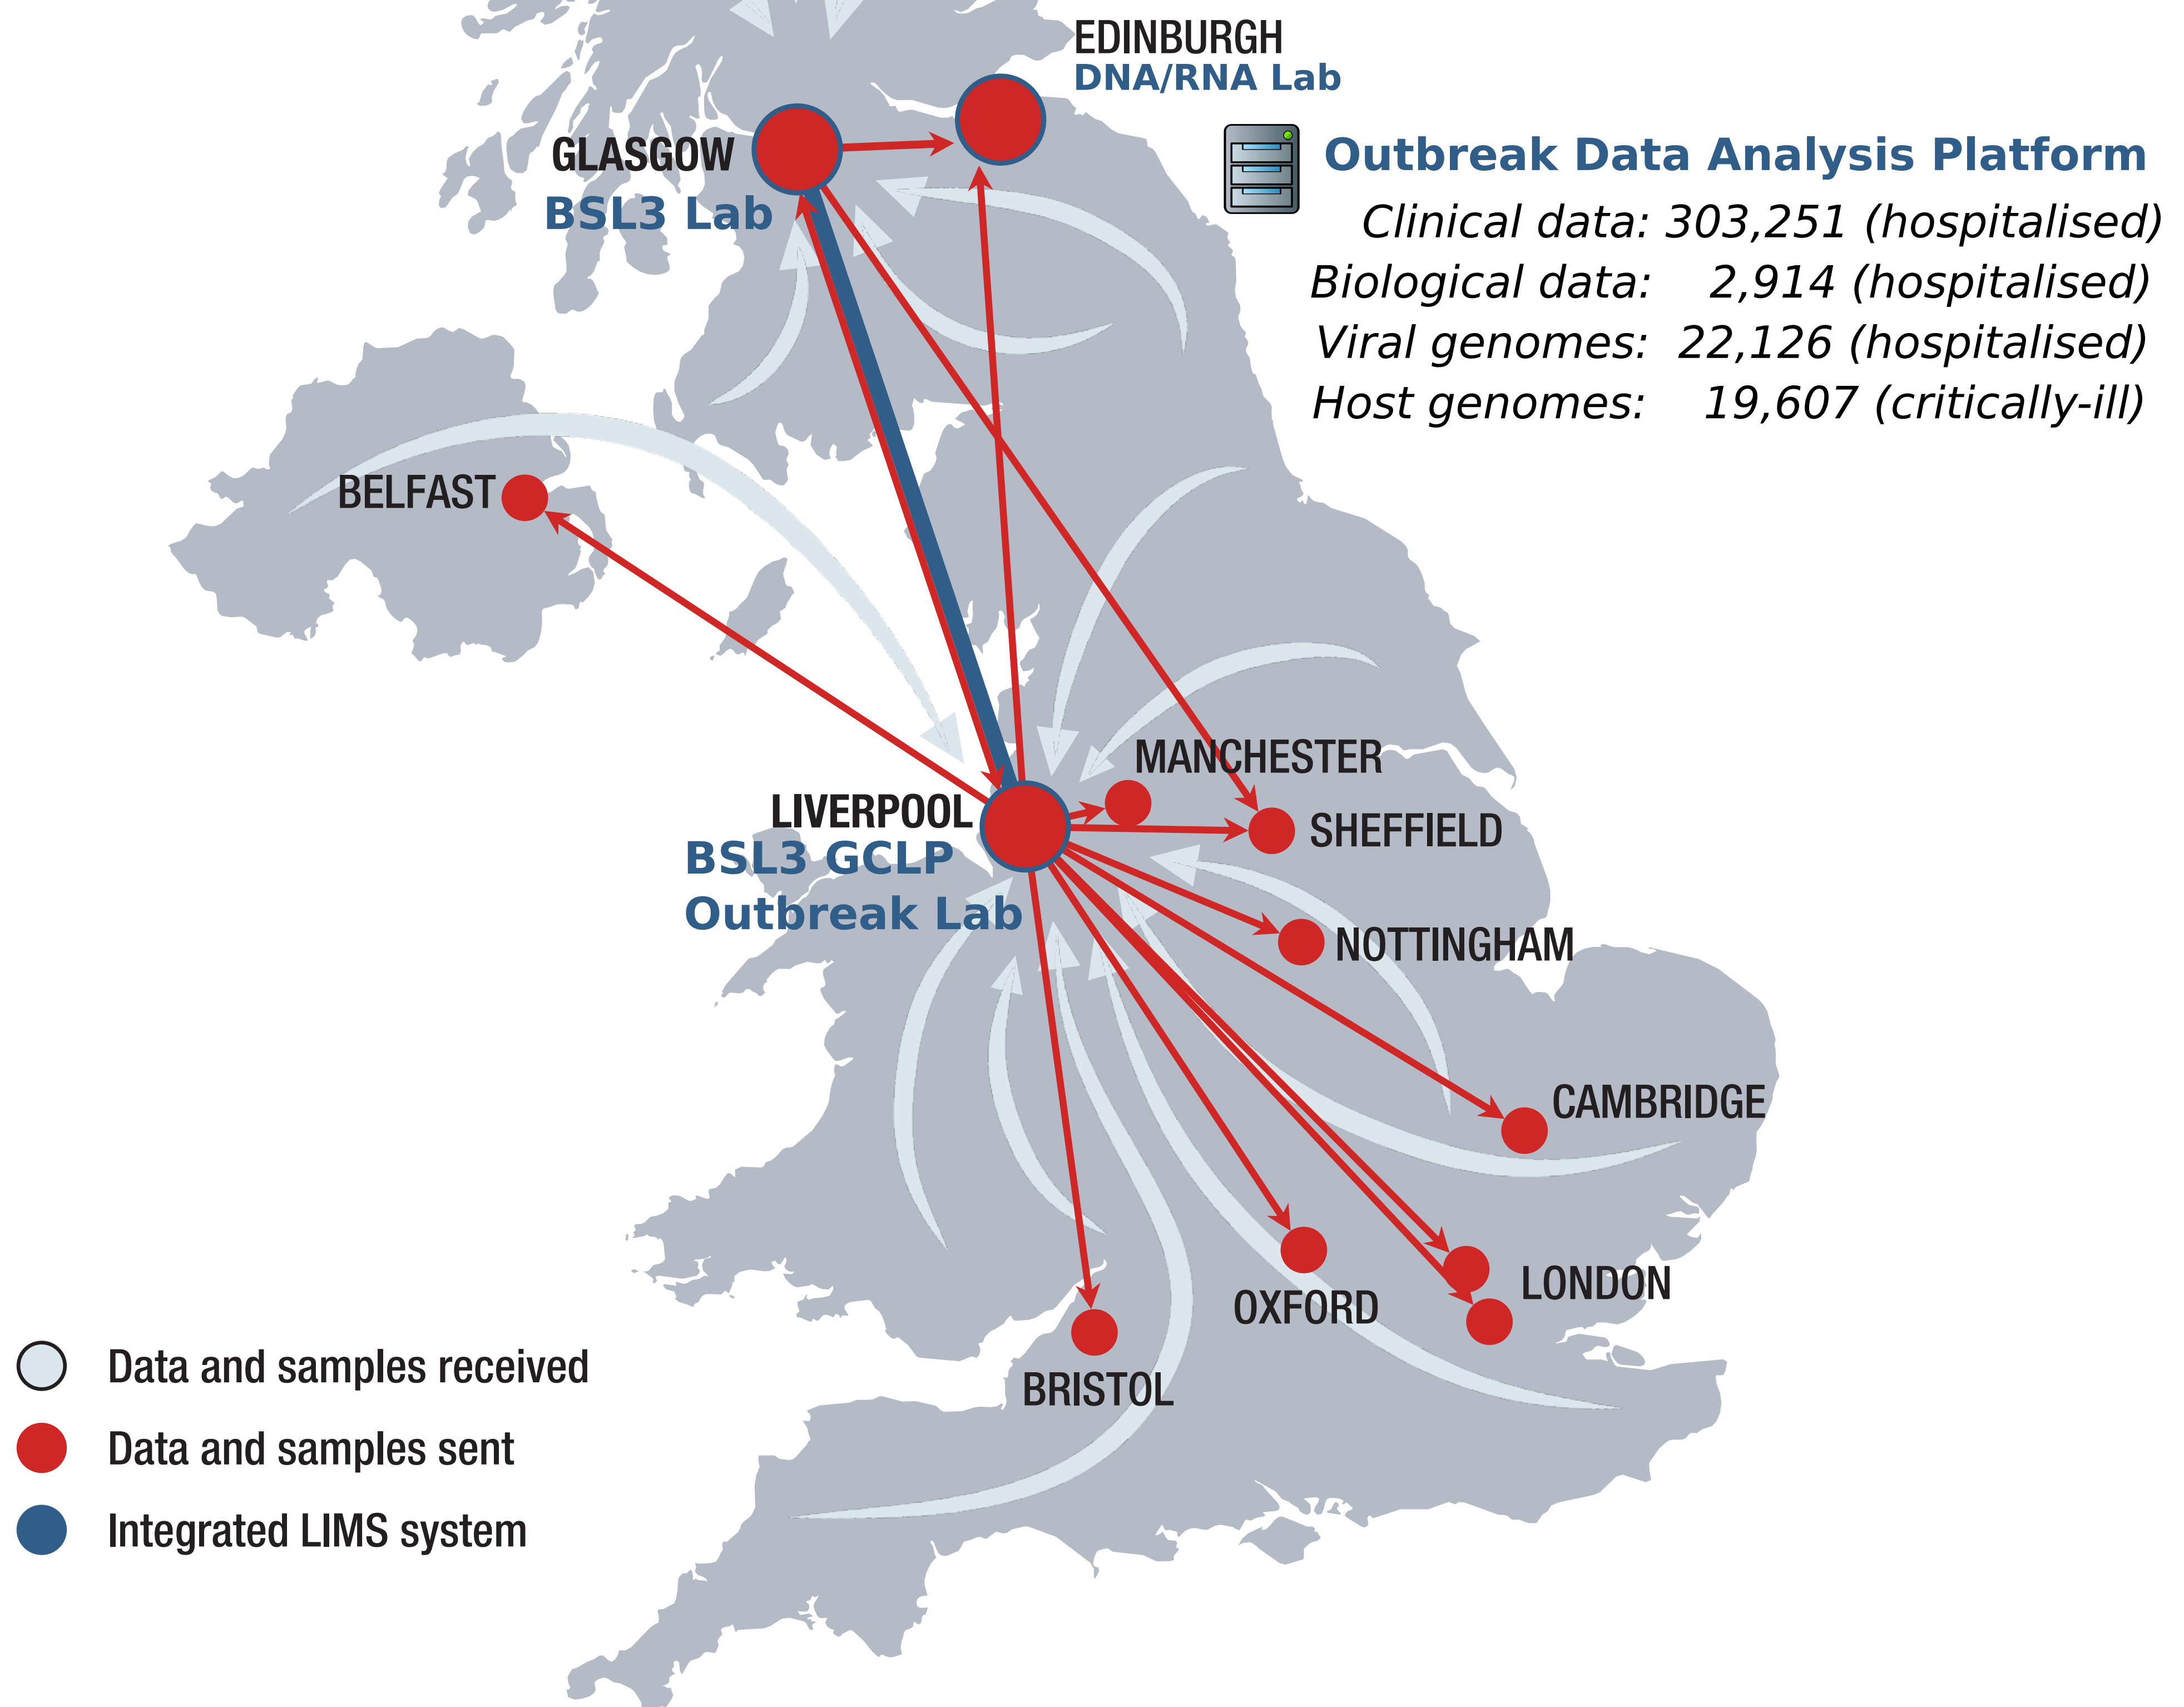 EDINBURGH
DNA/RNA Lab
GLASGOW
BSL3 Lab
Outbreak Data Analysis Platform
Clinical data: 303,251 (hospitalised)
Biological data: 2,914 (hospitalised)
Viral genomes: 22,126 (hospitalised)
Host genomes: 19,607 (critically-ill)
BELFAST
MANCHESTER
LIVERPOOL
BSL3 GCLP
Outbreak Lab
SHEFFIELD
NOTTINGHAM
CAMBRIDGE
LONDON
OXFORD
BRISTOL
Data and samples received
Data and samples sent
Integrated LIMS system